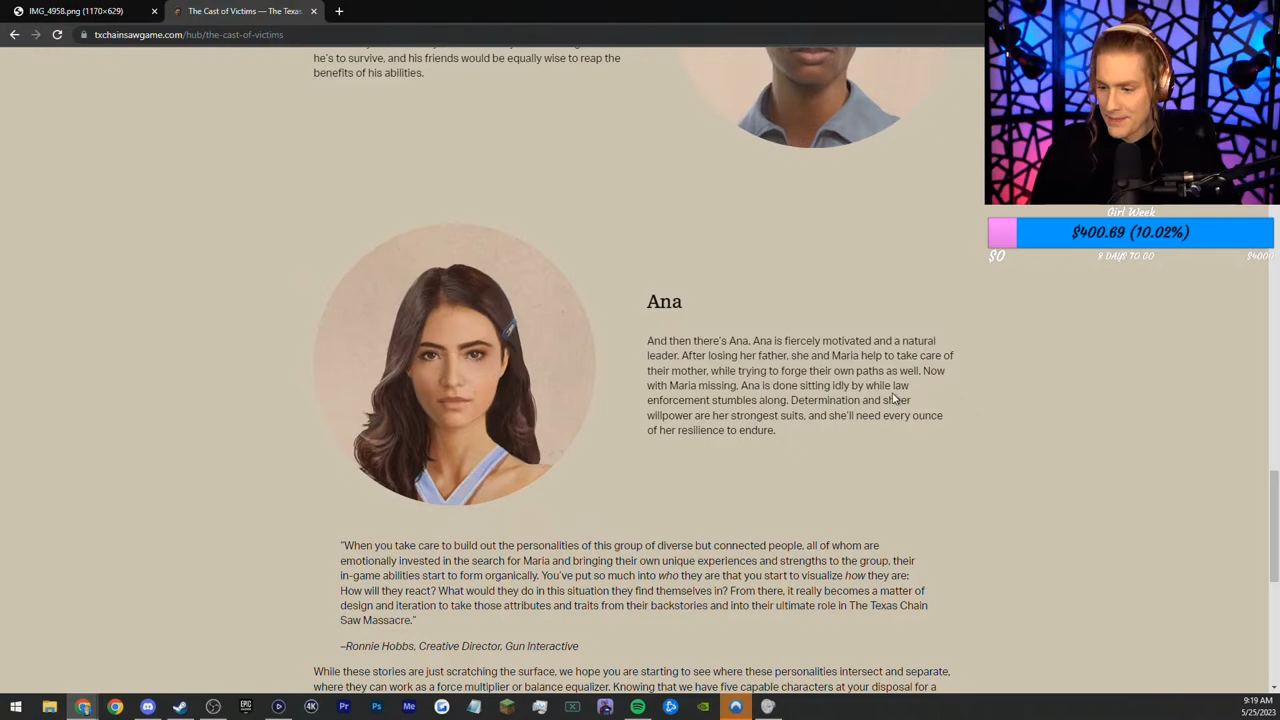 IMG_4958.png (1170×629)
The Cast of Victims — The Texas
txchainsawgame.com/hub/the-cast-of-victims
he's to survive, and his friends would be equally wise to reap the
benefits of his abilities.
Girl Week
$400.69 (10.02%)
$0
8 DAYS TO GO
$4000
Ana
And then there's Ana. Ana is fiercely motivated and a natural
leader. After losing her father, she and Maria help to take care of
their mother, while trying to forge their own paths as well. Now
with Maria missing, Ana is done sitting idly by while law
enforcement stumbles along. Determination and sheer
willpower are her strongest suits, and she'll need every ounce
of her resilience to endure.
"When you take care to build out the personalities of this group of diverse but connected people, all of whom are
emotionally invested in the search for Maria and bringing their own unique experiences and strengths to the group, their
in-game abilities start to form organically. You've put so much into who they are that you start to visualize how they are:
How will they react? What would they do in this situation they find themselves in? From there, it really becomes a matter of
design and iteration to take those attributes and traits from their backstories and into their ultimate role in The Texas Chain
Saw Massacre."
–Ronnie Hobbs, Creative Director, Gun Interactive
While these stories are just scratching the surface, we hope you are starting to see where these personalities intersect and separate,
where they can work as a force multiplier or balance equalizer. Knowing that we have five capable characters at your disposal for a
EPIC
4K
Pr
Ps
Me
9:19 AM
5/25/2023